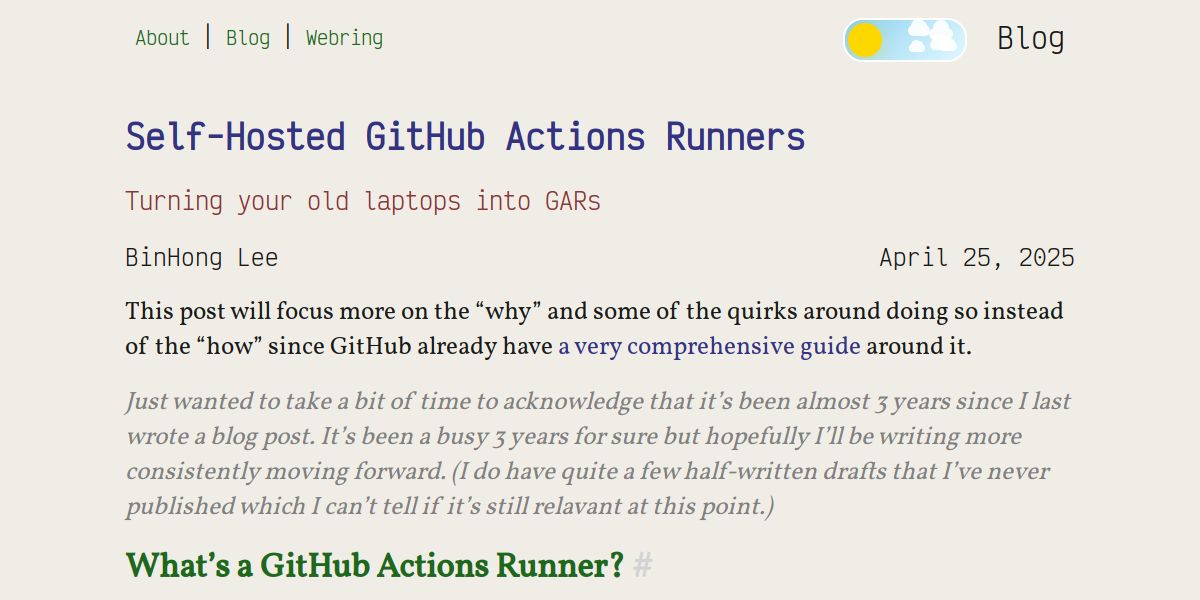 About | Blog | Webring
Blog
Self-Hosted GitHub Actions Runners
Turning your old laptops into GARs
BinHong Lee
April 25, 2025
This post will focus more on the “why” and some of the quirks around doing so instead
of the “how” since GitHub already have a very comprehensive guide around it.
Just wanted to take a bit of time to acknowledge that it’s been almost 3 years since I last
wrote a blog post. It’s been a busy 3 years for sure but hopefully I’ll be writing more
consistently moving forward. (I do have quite a few half-written drafts that I’ve never
published which I can’t tell if it’s still relavant at this point.)
What’s a GitHub Actions Runner? #